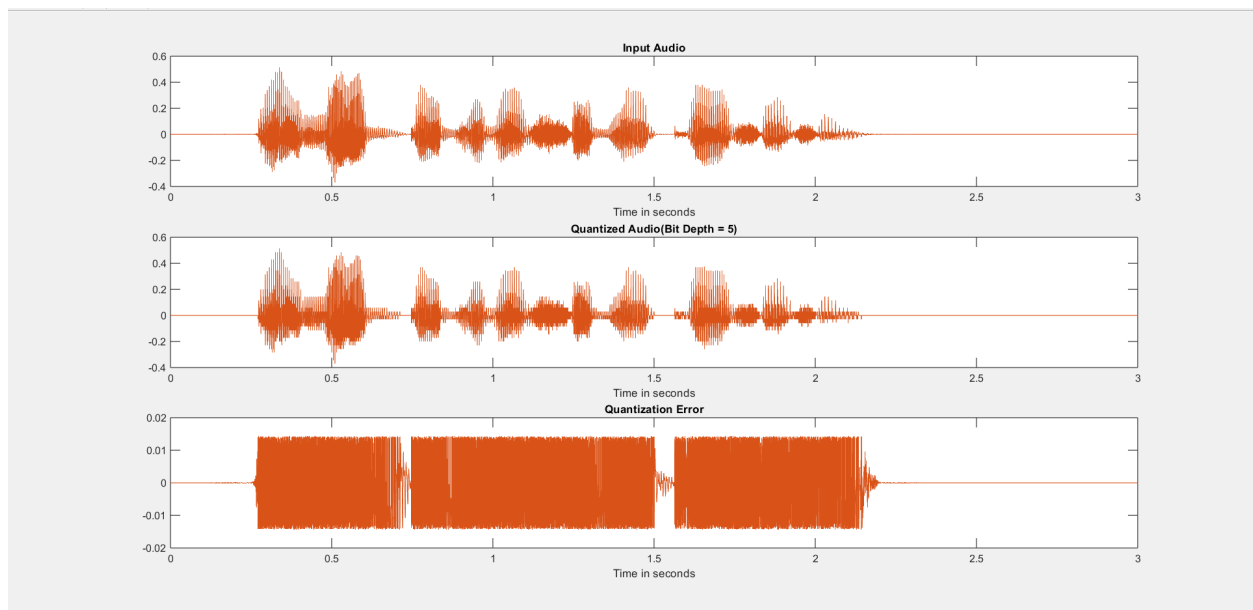 Input Audio
0.6
0.4
0.2
0
-0.2
-0.4
0 0.5 1 1.5 2 2.5 3
Time in seconds
Quantized Audio(Bit Depth = 5)
0.6
0.4
0.2
0
-0.2
-0.4
0 0.5 1 1.5 2 2.5 3
Time in seconds
Quantization Error
0.02
0.01
0
-0.01
-0.02
0 0.5 1 1.5 2 2.5 3
Time in seconds